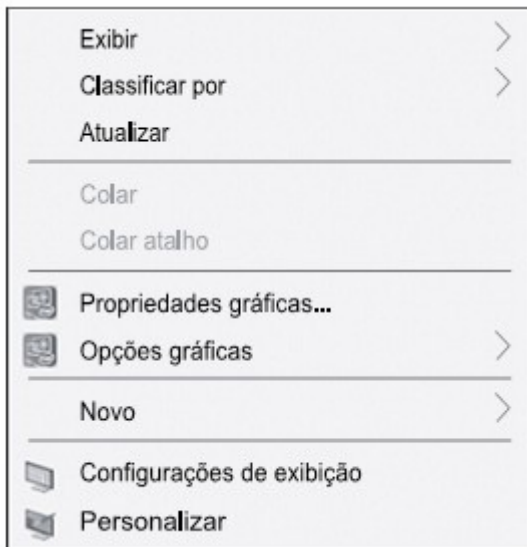 Exibir
Classificar por
Atualizar
Colar
Colar atalho
Propriedades gráficas...
Opções gráficas
Novo
Configurações de exibição
Personalizar